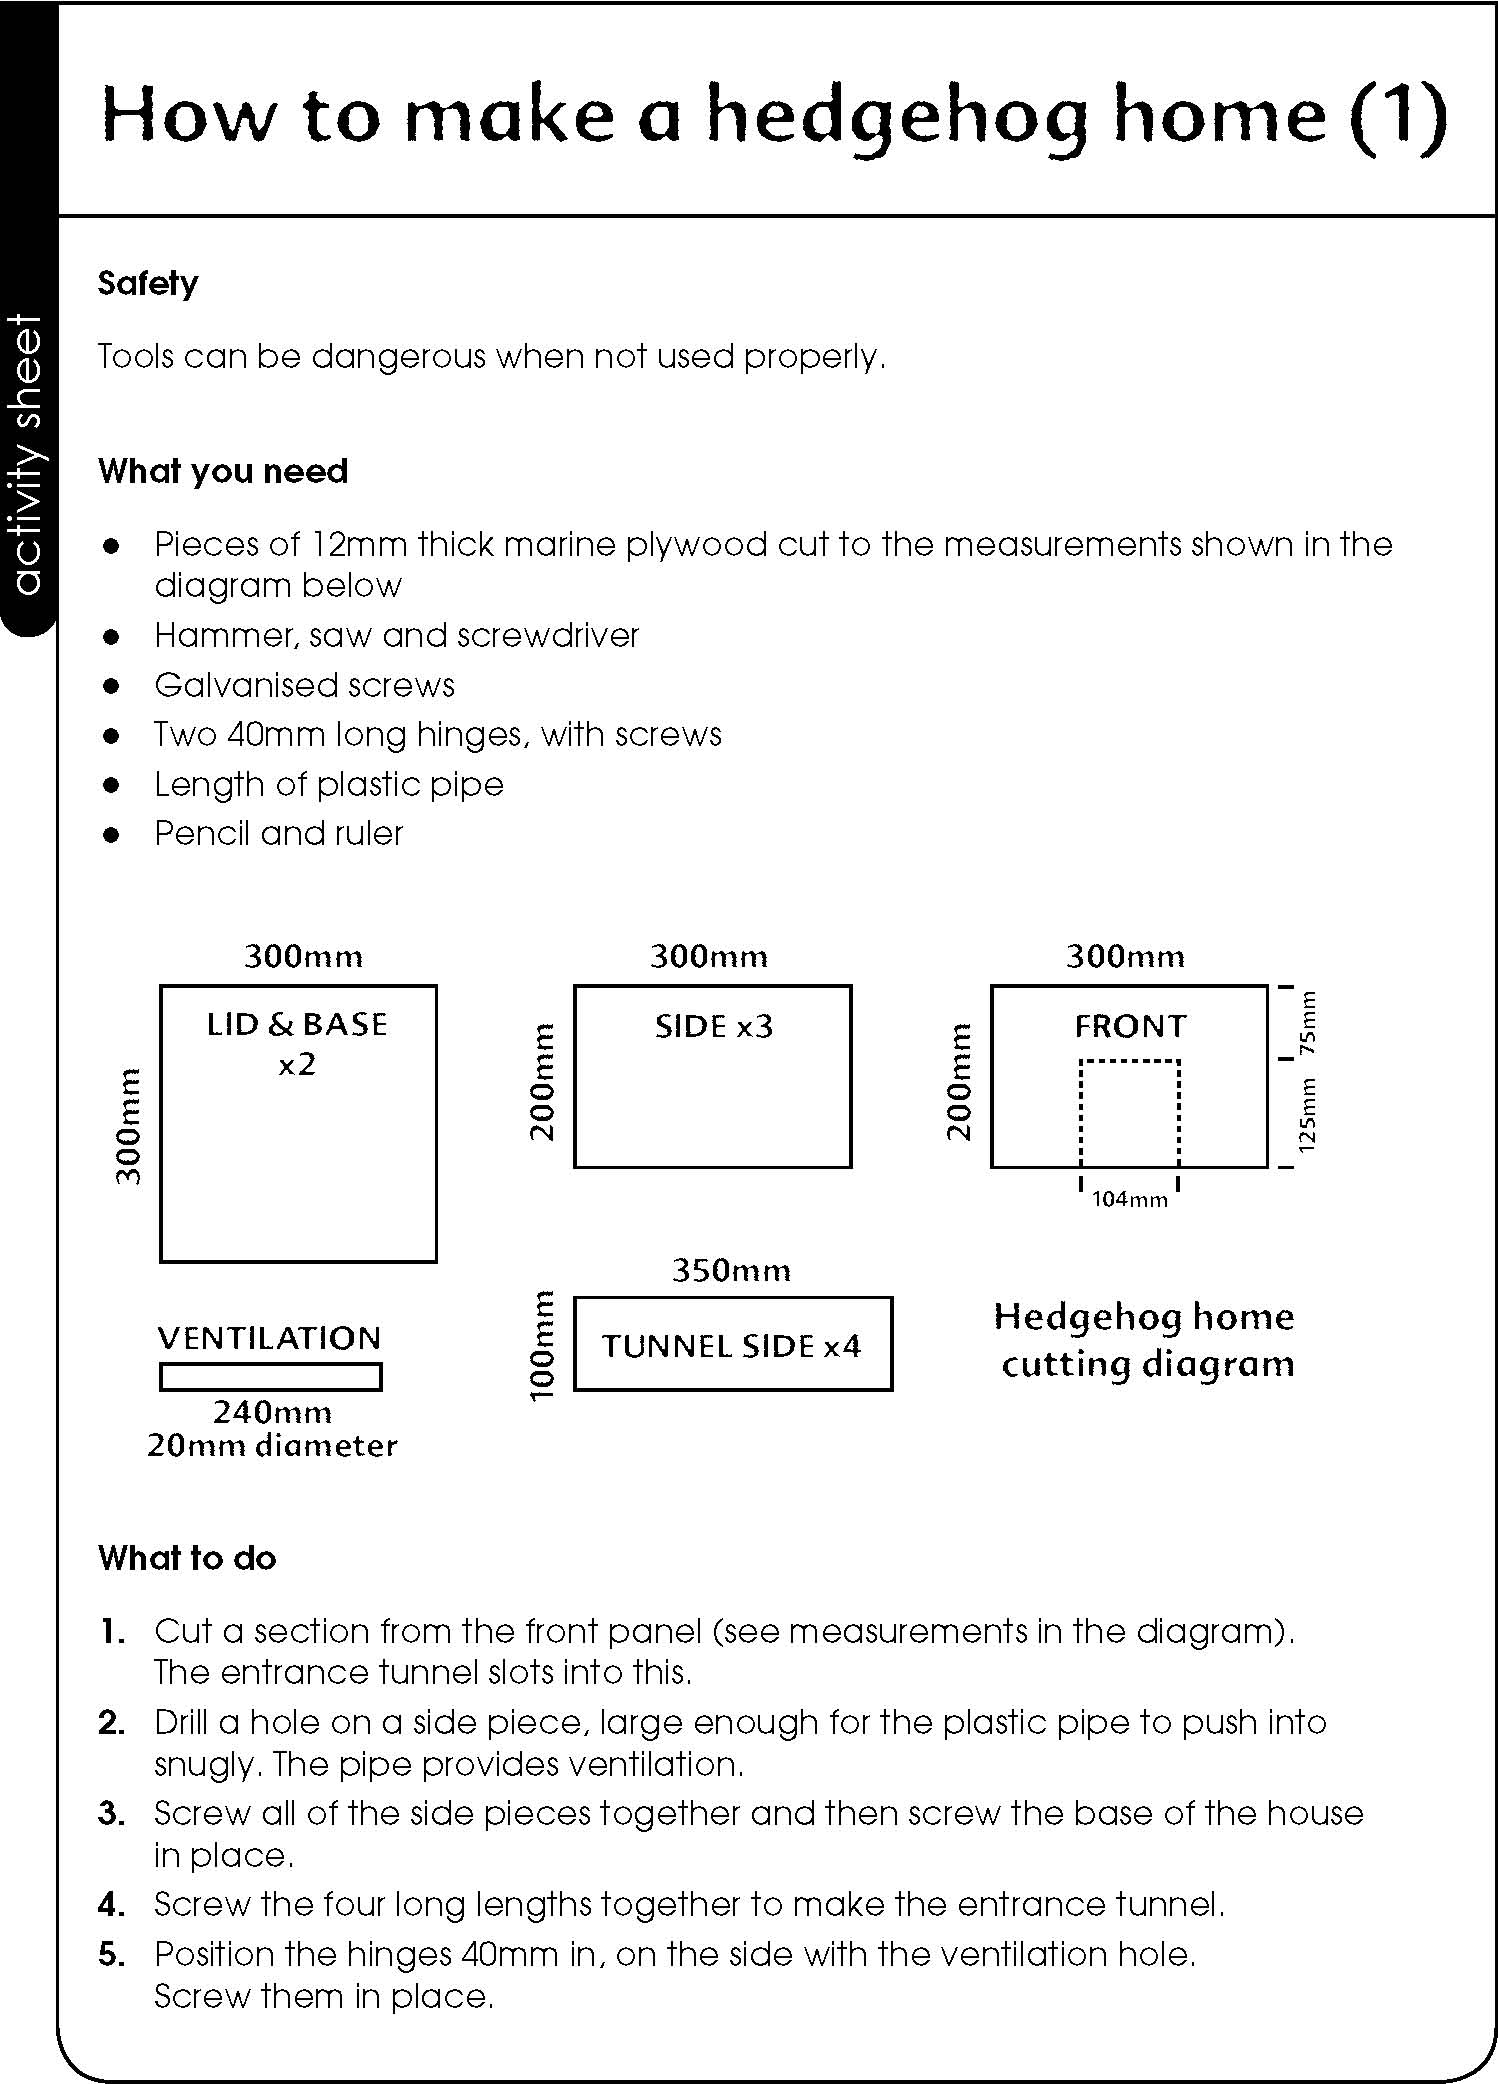 How to make a hedgehog home (1)
activity sheet
Safety
Tools can be dangerous when not used properly.
What you need
● Pieces of 12mm thick marine plywood cut to the measurements shown in the
diagram below
● Hammer, saw and screwdriver
● Galvanised screws
● Two 40mm long hinges, with screws
● Length of plastic pipe
● Pencil and ruler
300mm
LID & BASE
x2
300mm
300mm
SIDE x3
200mm
300mm
FRONT
200mm
75mm
125mm
104mm
VENTILATION
240mm
20mm diameter
350mm
TUNNEL SIDE x4
100mm
Hedgehog home
cutting diagram
What to do
1. Cut a section from the front panel (see measurements in the diagram).
The entrance tunnel slots into this.
2. Drill a hole on a side piece, large enough for the plastic pipe to push into
snugly. The pipe provides ventilation.
3. Screw all of the side pieces together and then screw the base of the house
in place.
4. Screw the four long lengths together to make the entrance tunnel.
5. Position the hinges 40mm in, on the side with the ventilation hole.
Screw them in place.